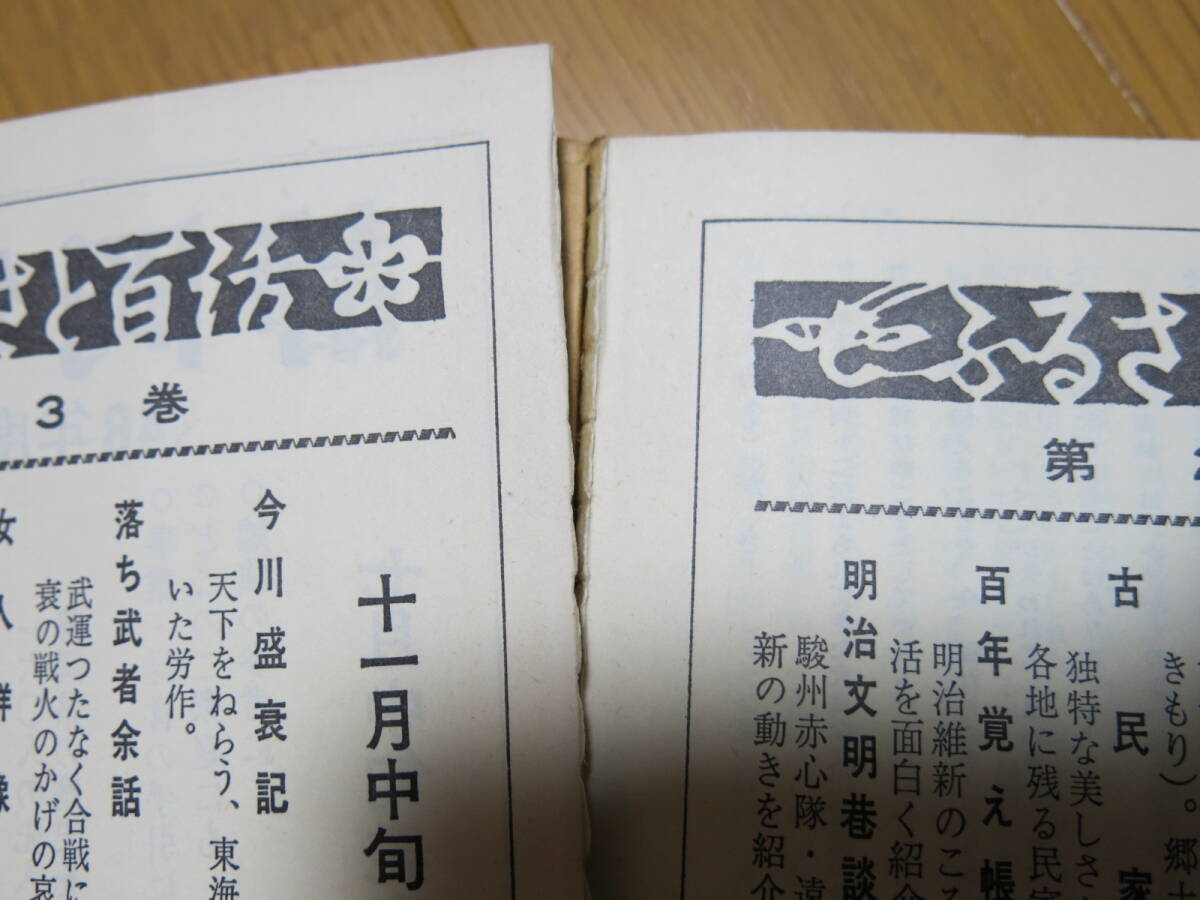 ふるさ
第
きもり）。郷
古民家
独特な美しさ
各地に残る民家
百年覚え帳
明治維新のころ
活を面白く紹介
明治文明巷談
駿州赤心隊・遠
新の動きを紹介
と百話
3巻
十一月中旬
今川盛衰記
天下をねらう、東海
いた労作。
落ち武者余話
武運つたなく合戦に
衰の戦火のかげの哀
女人群像